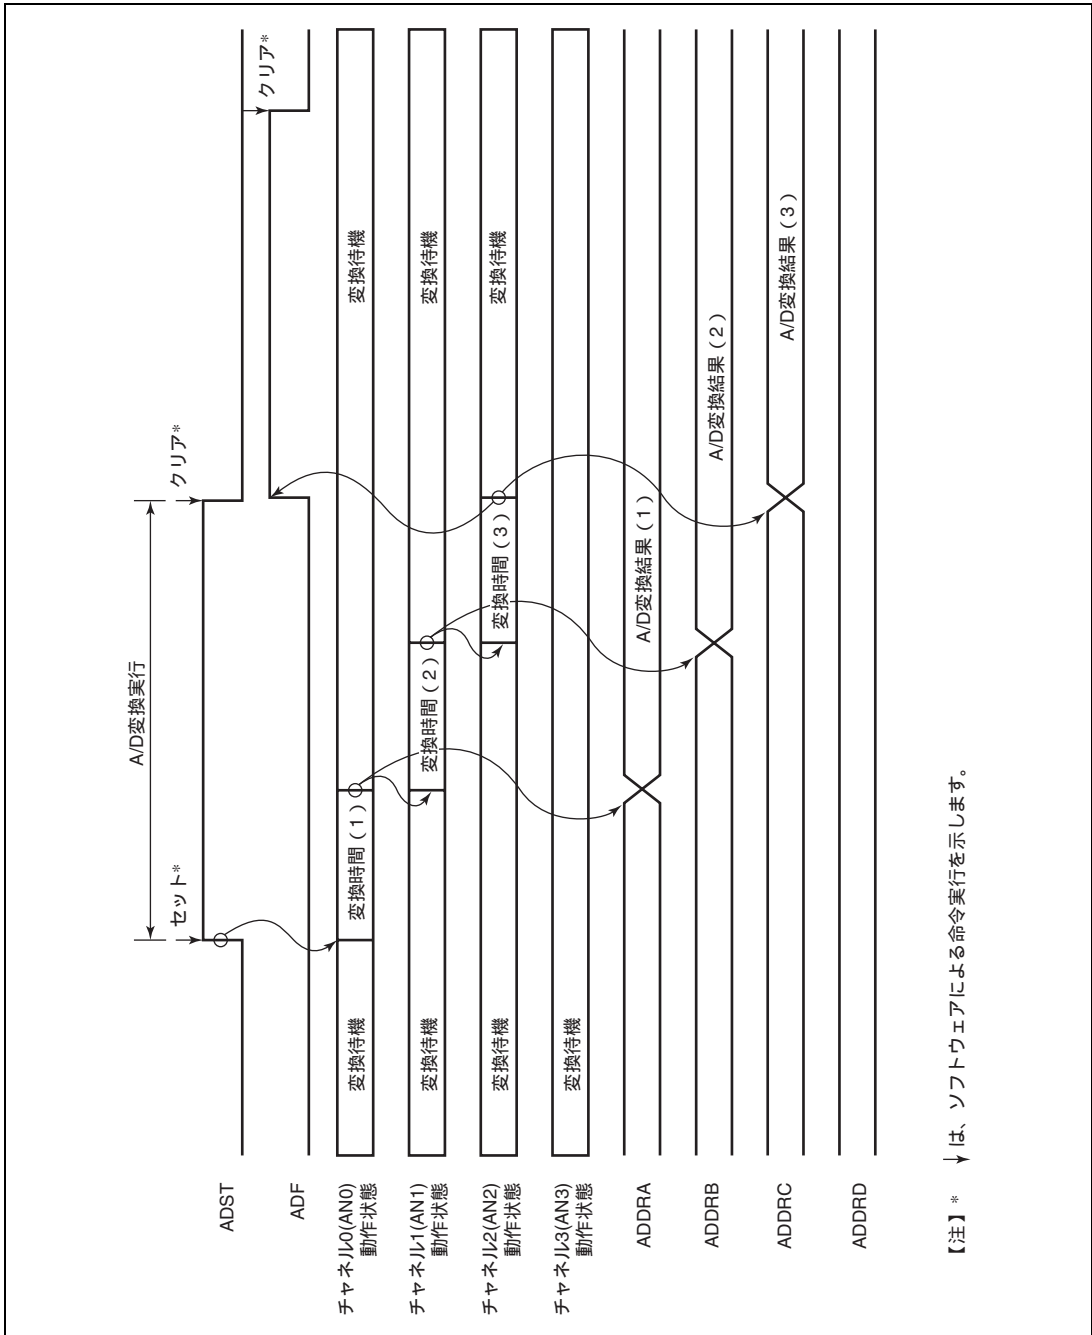 A/D変換実行
セット*
クリア*
クリア*
ADST
ADF
チャネル0(AN0)
動作状態
変換待機
変換時間（1）
変換待機
チャネル1(AN1)
動作状態
変換待機
変換時間（2）
変換待機
チャネル2(AN2)
動作状態
変換待機
変換時間（3）
変換待機
チャネル3(AN3)
動作状態
変換待機
ADDRA
A/D変換結果（1）
ADDRB
A/D変換結果（2）
ADDRC
A/D変換結果（3）
ADDRD
【注】* ↓は、ソフトウェアによる命令実行を示します。